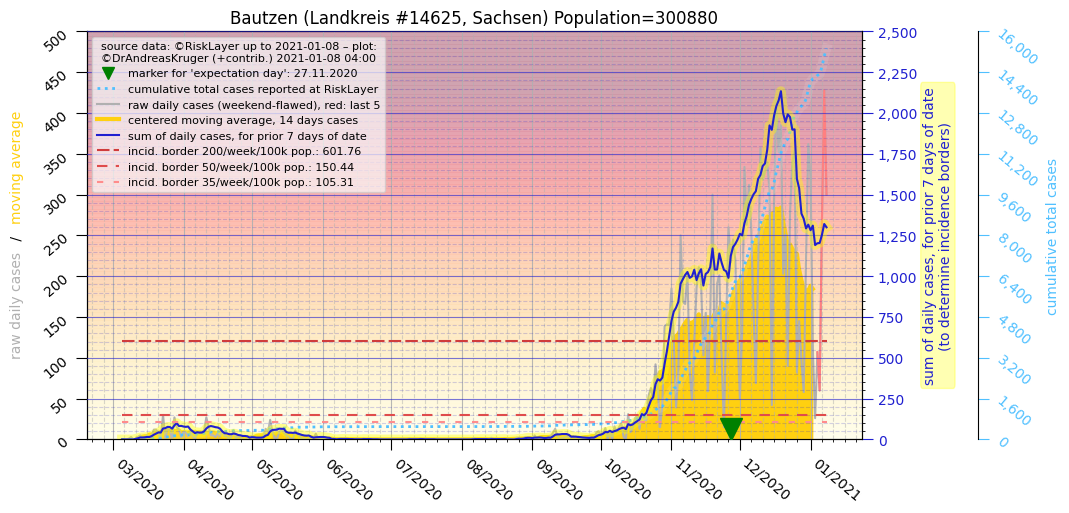 Bautzen (Landkreis #14625, Sachsen) Population=300880
source data: ©RiskLayer up to 2021-01-08 – plot:
©DrAndreasKruger (+contrib.) 2021-01-08 04:00
marker for 'expectation day': 27.11.2020
cumulative total cases reported at RiskLayer
raw daily cases (weekend-flawed), red: last 5
centered moving average, 14 days cases
sum of daily cases, for prior 7 days of date
incid. border 200/week/100k pop.: 601.76
incid. border 50/week/100k pop.: 150.44
incid. border 35/week/100k pop.: 105.31
raw daily cases / moving average
500
450
400
350
300
250
200
150
100
50
0
03/2020
04/2020
05/2020
06/2020
07/2020
08/2020
09/2020
10/2020
11/2020
12/2020
01/2021
2,500
2,250
2,000
1,750
1,500
1,250
1,000
750
500
250
0
sum of daily cases, for prior 7 days of date
(to determine incidence borders)
16,000
14,400
12,800
11,200
9,600
8,000
6,400
4,800
3,200
1,600
0
cumulative total cases